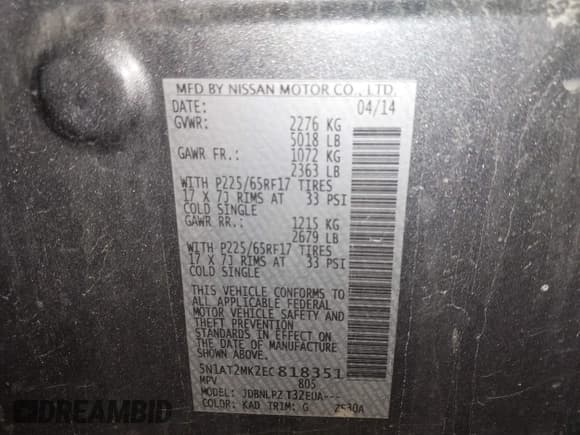 MFD BY NISSAN MOTOR CO., LTD.
DATE: 04/14
GVWR: 2276 KG
5018 LB
GAWR FR.: 1072 KG
2363 LB
WITH P225/65RF17 TIRES
17 X 7J RIMS AT 33 PSI
COLD SINGLE
GAWR RR.: 1215 KG
2679 LB
WITH P225/65RF17 TIRES
17 X 7J RIMS AT 33 PSI
COLD SINGLE
THIS VEHICLE CONFORMS TO
ALL APPLICABLE FEDERAL
MOTOR VEHICLE SAFETY AND
THEFT PREVENTION
STANDARDS IN EFFECT ON
DATE OF MFR. SHOWN ABOVE.
5N1AT2MK2EC818351
MPV 805
MODEL:
COLOR: KAD TRIM: G
DREAMBID